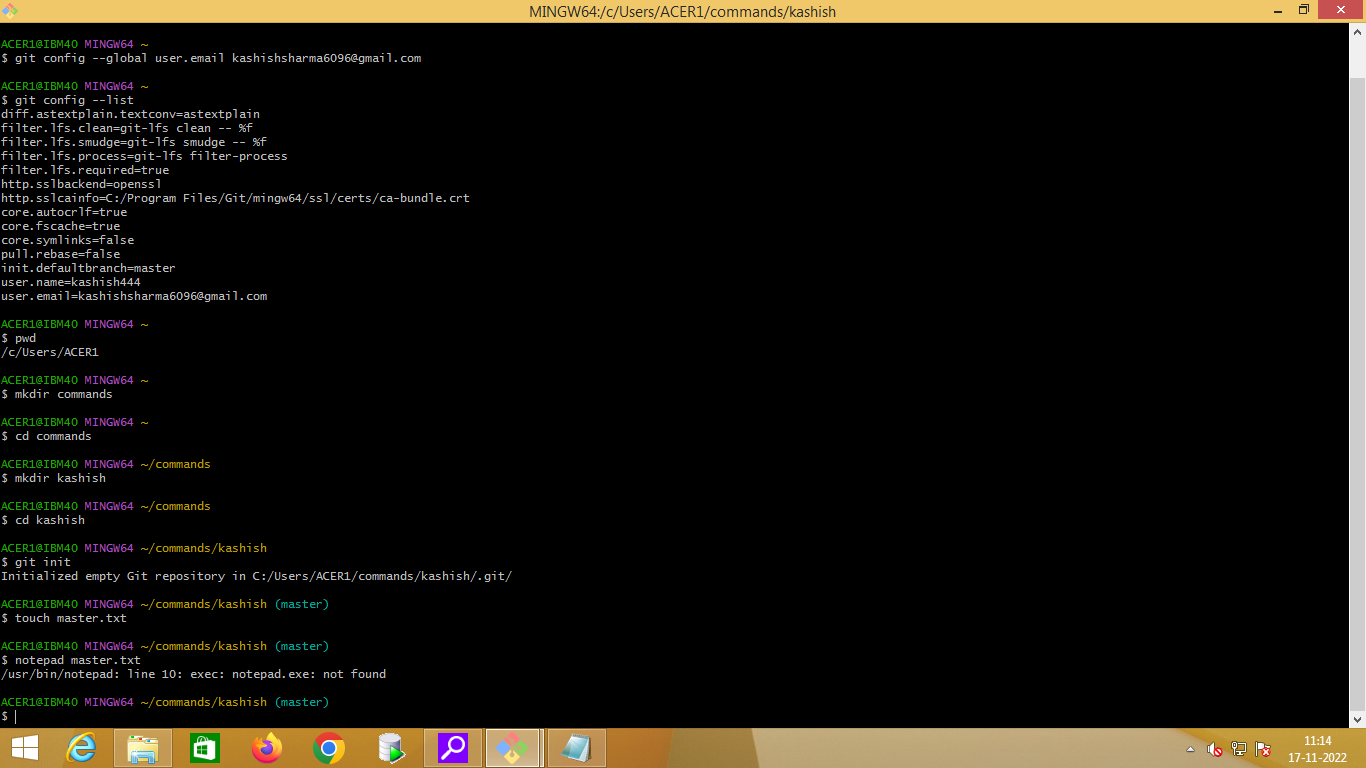 MINGW64:/c/Users/ACER1/commands/kashish
ACER1@IBM40 MINGW64 ~
$ git config --global user.email kashishsharma6096@gmail.com
ACER1@IBM40 MINGW64 ~
$ git config --list
diff.astextplain.textconv=astextplain
filter.lfs.clean=git-lfs clean -- %f
filter.lfs.smudge=git-lfs smudge -- %f
filter.lfs.process=git-lfs filter-process
filter.lfs.required=true
http.sslbackend=openssl
http.sslcainfo=C:/Program Files/Git/mingw64/ssl/certs/ca-bundle.crt
core.autocrlf=true
core.fscache=true
core.symlinks=false
pull.rebase=false
init.defaultbranch=master
user.name=kashish444
user.email=kashishsharma6096@gmail.com
ACER1@IBM40 MINGW64 ~
$ pwd
/c/Users/ACER1
ACER1@IBM40 MINGW64 ~
$ mkdir commands
ACER1@IBM40 MINGW64 ~
$ cd commands
ACER1@IBM40 MINGW64 ~/commands
$ mkdir kashish
ACER1@IBM40 MINGW64 ~/commands
$ cd kashish
ACER1@IBM40 MINGW64 ~/commands/kashish
$ git init
Initialized empty Git repository in C:/Users/ACER1/commands/kashish/.git/
ACER1@IBM40 MINGW64 ~/commands/kashish (master)
$ touch master.txt
ACER1@IBM40 MINGW64 ~/commands/kashish (master)
$ notepad master.txt
/usr/bin/notepad: line 10: exec: notepad.exe: not found
ACER1@IBM40 MINGW64 ~/commands/kashish (master)
$
11:14
17-11-2022